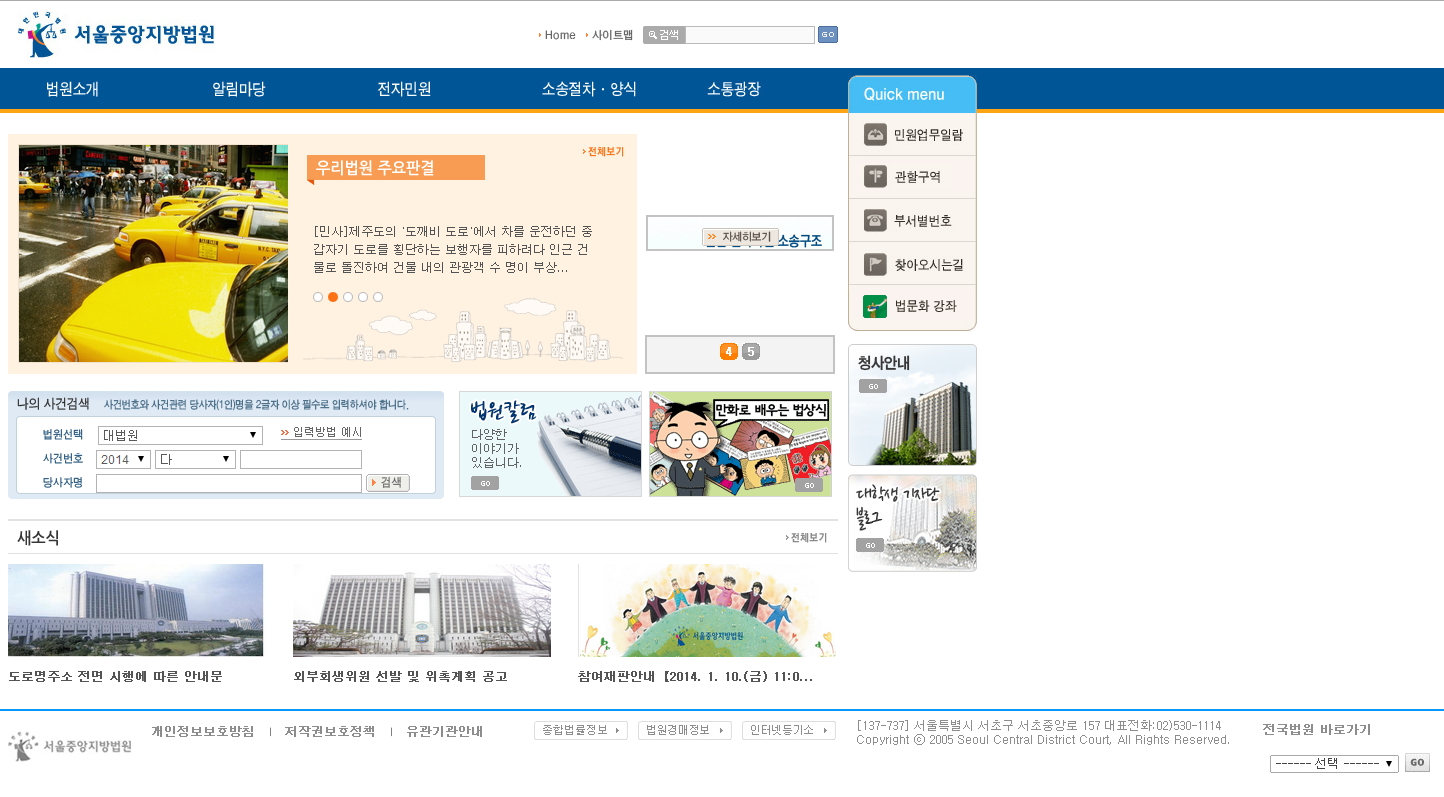 대한민국법원
서울중앙지방법원
Home 사이트맵 검색 GO
법원소개 알림마당 전자민원 소송절차 · 양식 소통광장
Quick menu
민원업무일람
관할구역
부서별번호
찾아오시는길
법문화 강좌
전체보기
우리법원 주요판결
[민사]제주도의 '도깨비 도로'에서 차를 운전하던 중
갑자기 도로를 횡단하는 보행자를 피하려다 인근 건
물로 돌진하여 건물 내의 관광객 수 명이 부상...
자세히보기
소송구조
4 5
청사안내
GO
나의 사건검색 사건번호와 사건관련 당사자(1인)명을 2글자 이상 필수로 입력하셔야 합니다.
법원선택 대법원 입력방법 예시
사건번호 2014 다
당사자명 검색
법원칼럼
다양한
이야기가
있습니다.
GO
만화로 배우는 법상식
GO
대학생 기자단
블로그
GO
새소식 전체보기
서울중앙지방법원
도로명주소 전면 시행에 따른 안내문
외부회생위원 선발 및 위촉계획 공고
참여재판안내 [2014. 1. 10.(금) 11:0...
서울중앙지방법원
개인정보보호방침 저작권보호정책 유관기관안내
종합법률정보 법원경매정보 인터넷등기소
[137-737] 서울특별시 서초구 서초중앙로 157 대표전화:02)530-1114
Copyright ⓒ 2005 Seoul Central District Court, All Rights Reserved.
전국법원 바로가기
------ 선택 ------ GO